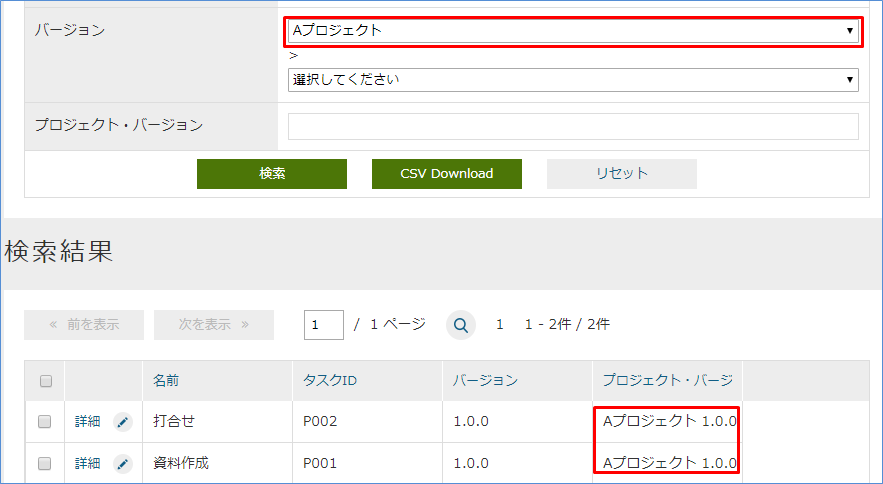 バージョン
Aプロジェクト
>
選択してください
プロジェクト・バージョン
検索 CSV Download リセット
検索結果
« 前を表示 次を表示 » 1 / 1 ページ 1 1 - 2件 / 2件
名前 タスクID バージョン プロジェクト・バージ
詳細 打合せ P002 1.0.0 Aプロジェクト 1.0.0
詳細 資料作成 P001 1.0.0 Aプロジェクト 1.0.0